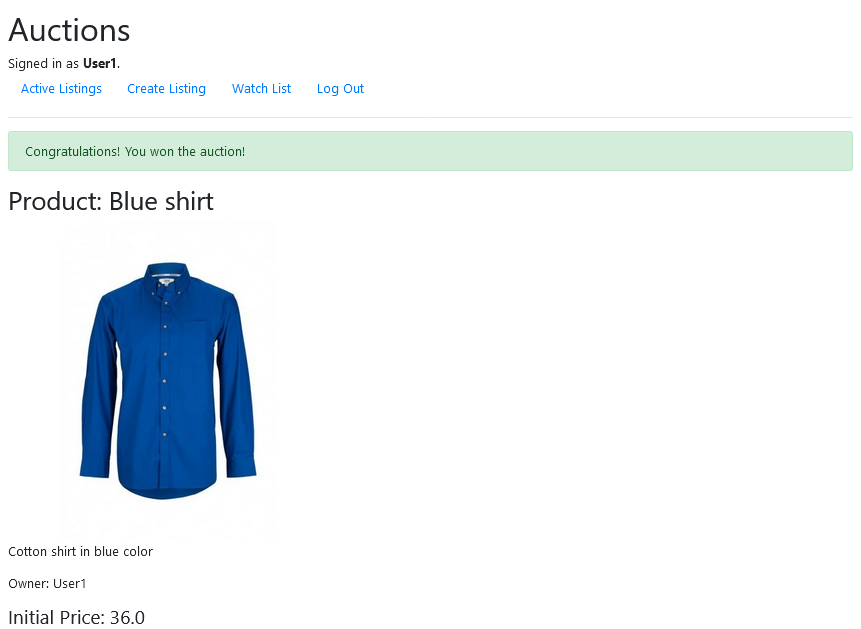 Auctions
Signed in as User1.
Active Listings Create Listing Watch List Log Out
Congratulations! You won the auction!
Product: Blue shirt
Cotton shirt in blue color
Owner: User1
Initial Price: 36.0